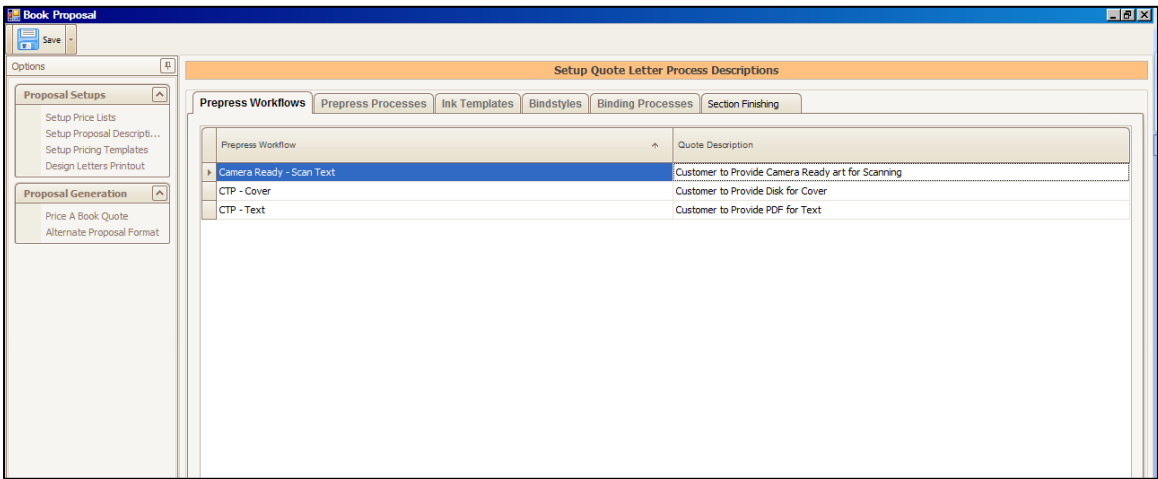 Book Proposal
Save
Options
Setup Quote Letter Process Descriptions
Proposal Setups
Setup Price Lists
Setup Proposal Descripti...
Setup Pricing Templates
Design Letters Printout
Proposal Generation
Price A Book Quote
Alternate Proposal Format
Prepress Workflows Prepress Processes Ink Templates Bindstyles Binding Processes Section Finishing
Prepress Workflow Quote Description
Camera Ready - Scan Text Customer to Provide Camera Ready art for Scanning
CTP - Cover Customer to Provide Disk for Cover
CTP - Text Customer to Provide PDF for Text